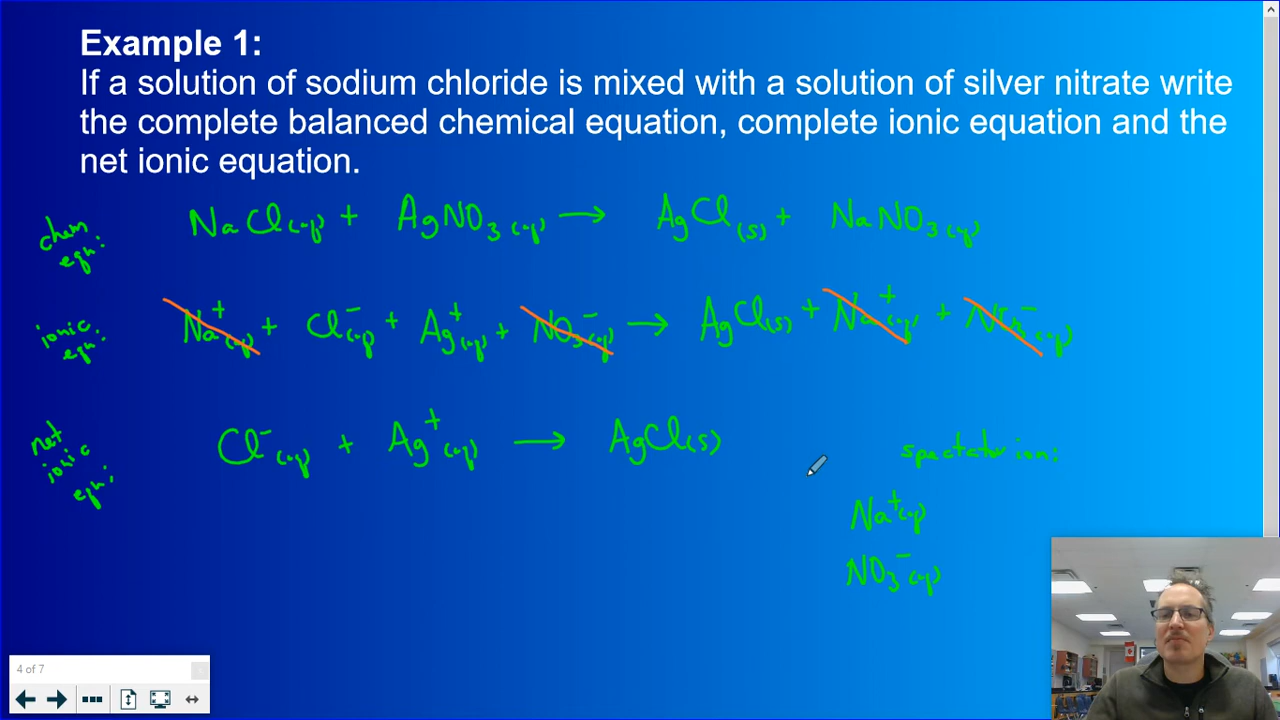 Example 1:
If a solution of sodium chloride is mixed with a solution of silver nitrate write
the complete balanced chemical equation, complete ionic equation and the
net ionic equation.
chem
eqn:
NaCl(aq) + AgNO₃(aq) → AgCl(s) + NaNO₃(aq)
ionic
eqn:
Na⁺(aq) + Cl⁻(aq) + Ag⁺(aq) + NO₃⁻(aq) → AgCl(s) + Na⁺(aq) + NO₃⁻(aq)
net
ionic
eqn:
Cl⁻(aq) + Ag⁺(aq) → AgCl(s)
spectator ion:
Na⁺(aq)
NO₃⁻(aq)
4 of 7